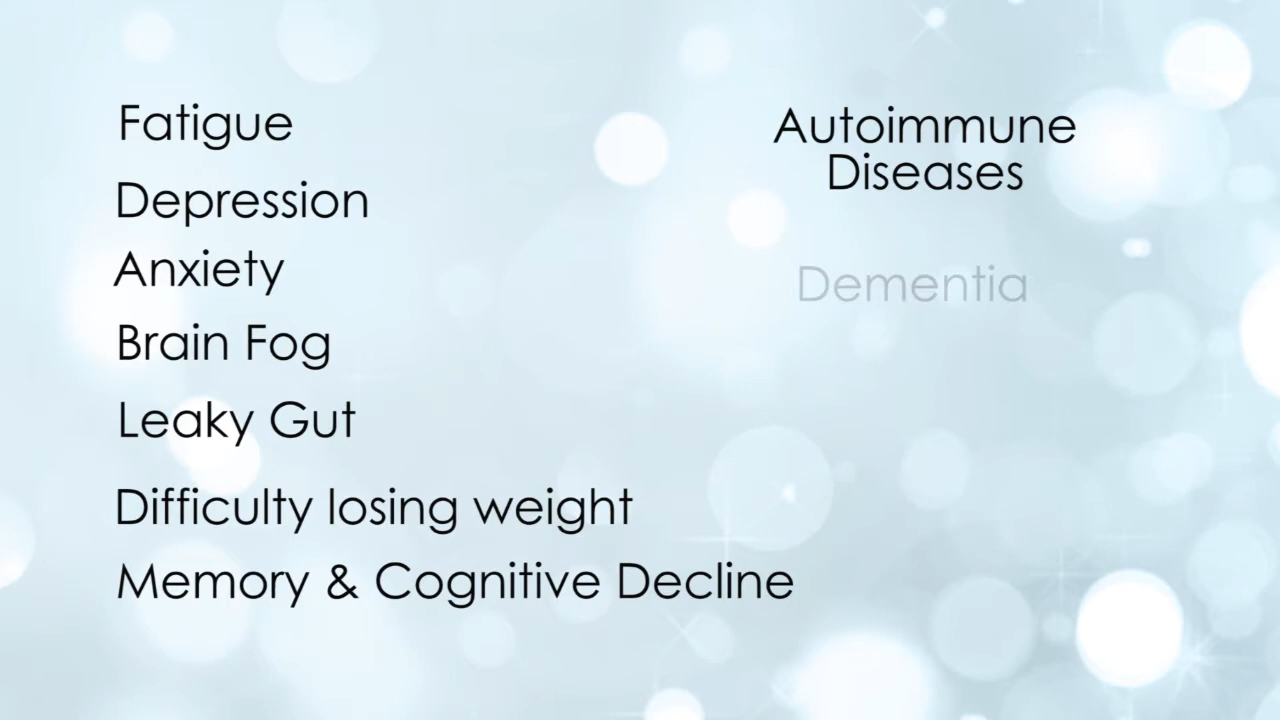 Fatigue
Depression
Anxiety
Brain Fog
Leaky Gut
Difficulty losing weight
Memory & Cognitive Decline
Autoimmune
Diseases
Dementia